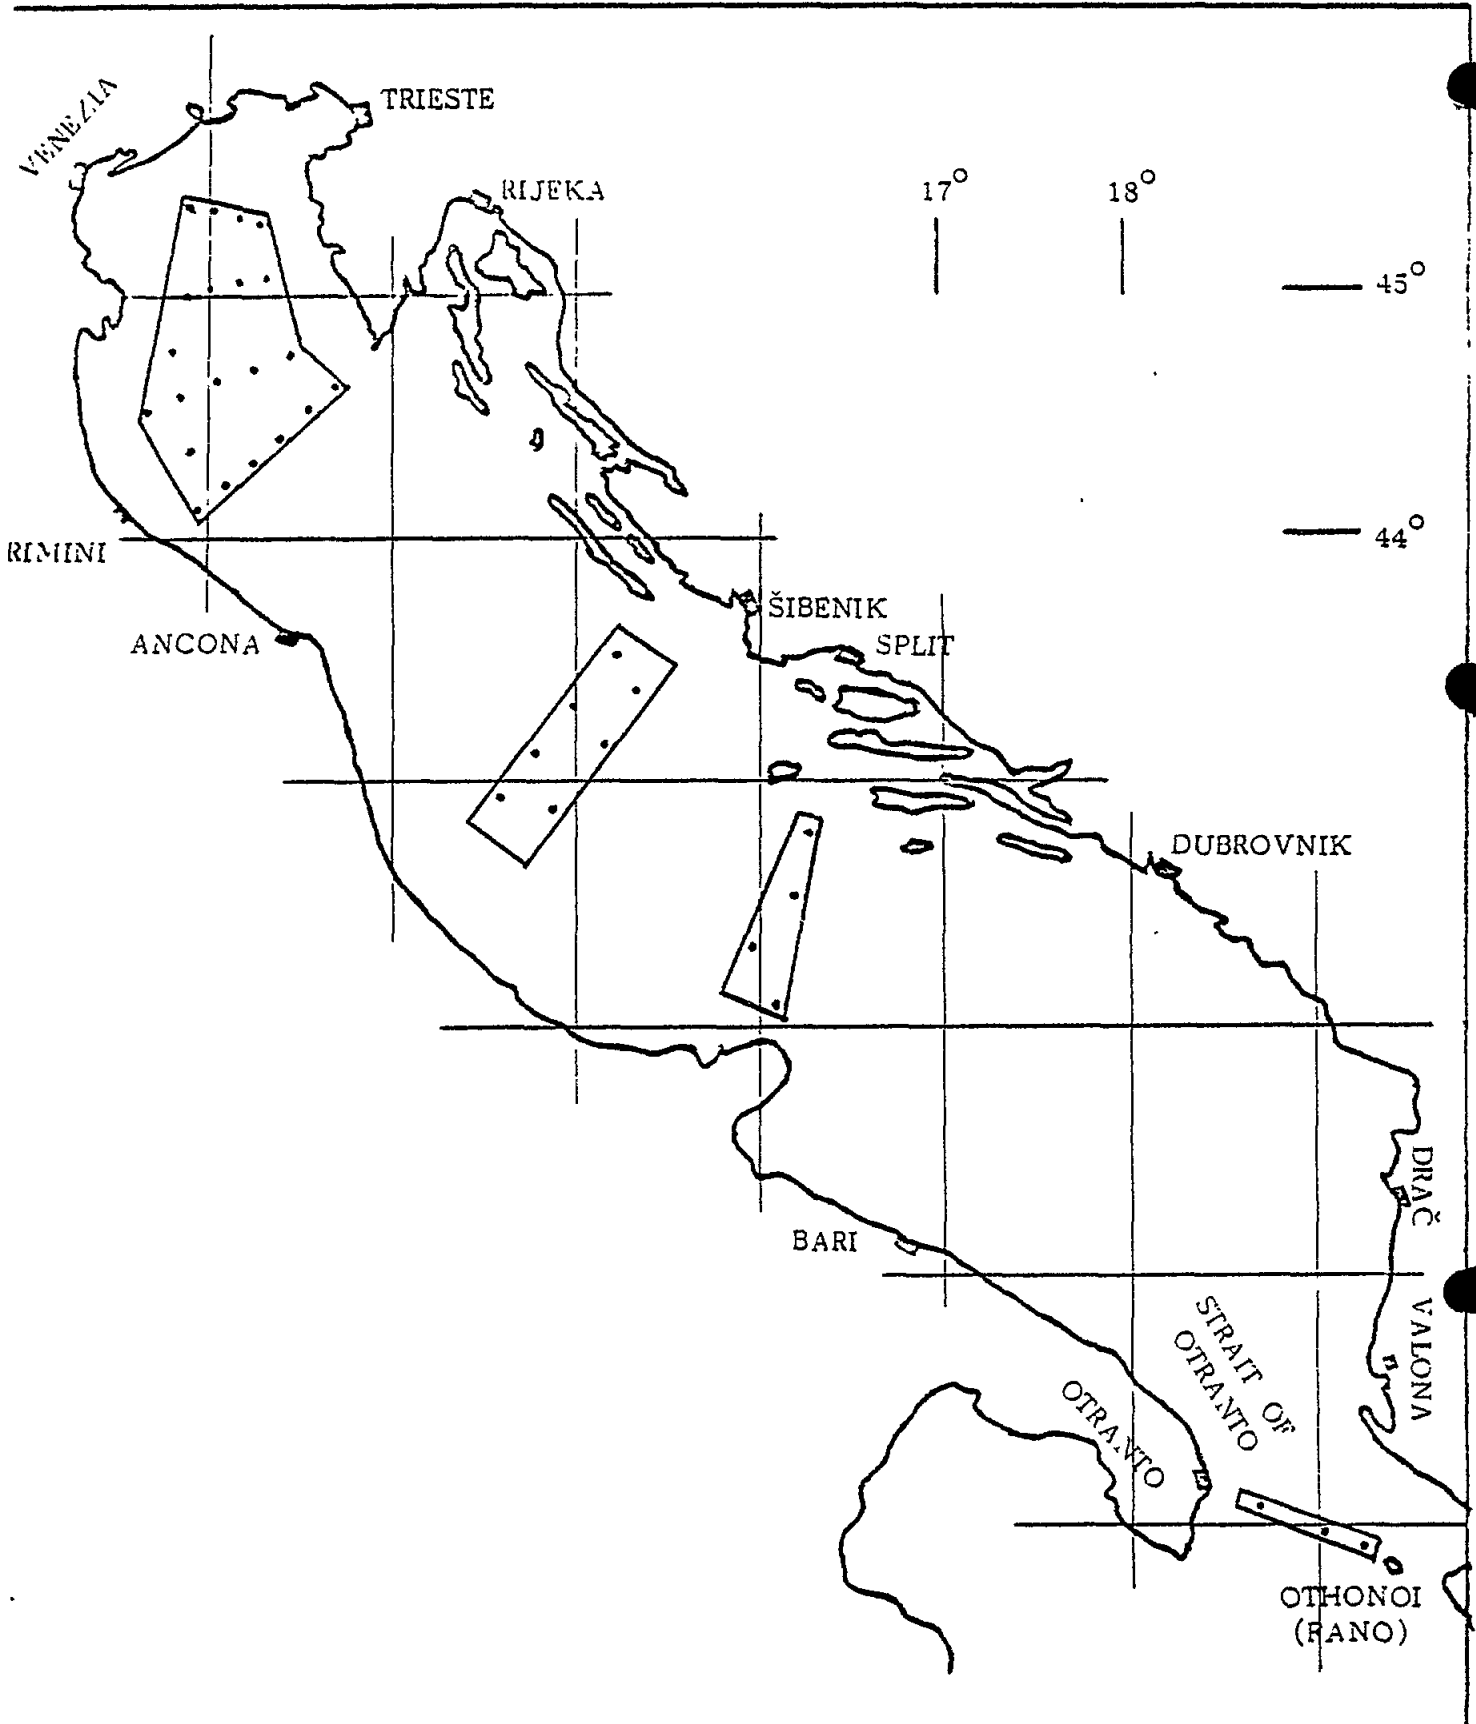 VENEZIA
TRIESTE
RIJEKA
17°
18°
45°
44°
RIMINI
ANCONA
ŠIBENIK
SPLIT
DUBROVNIK
DRAČ
BARI
VALONA
STRAIT OF
OTRANTO
OTRANTO
OTHONOI
(FANO)